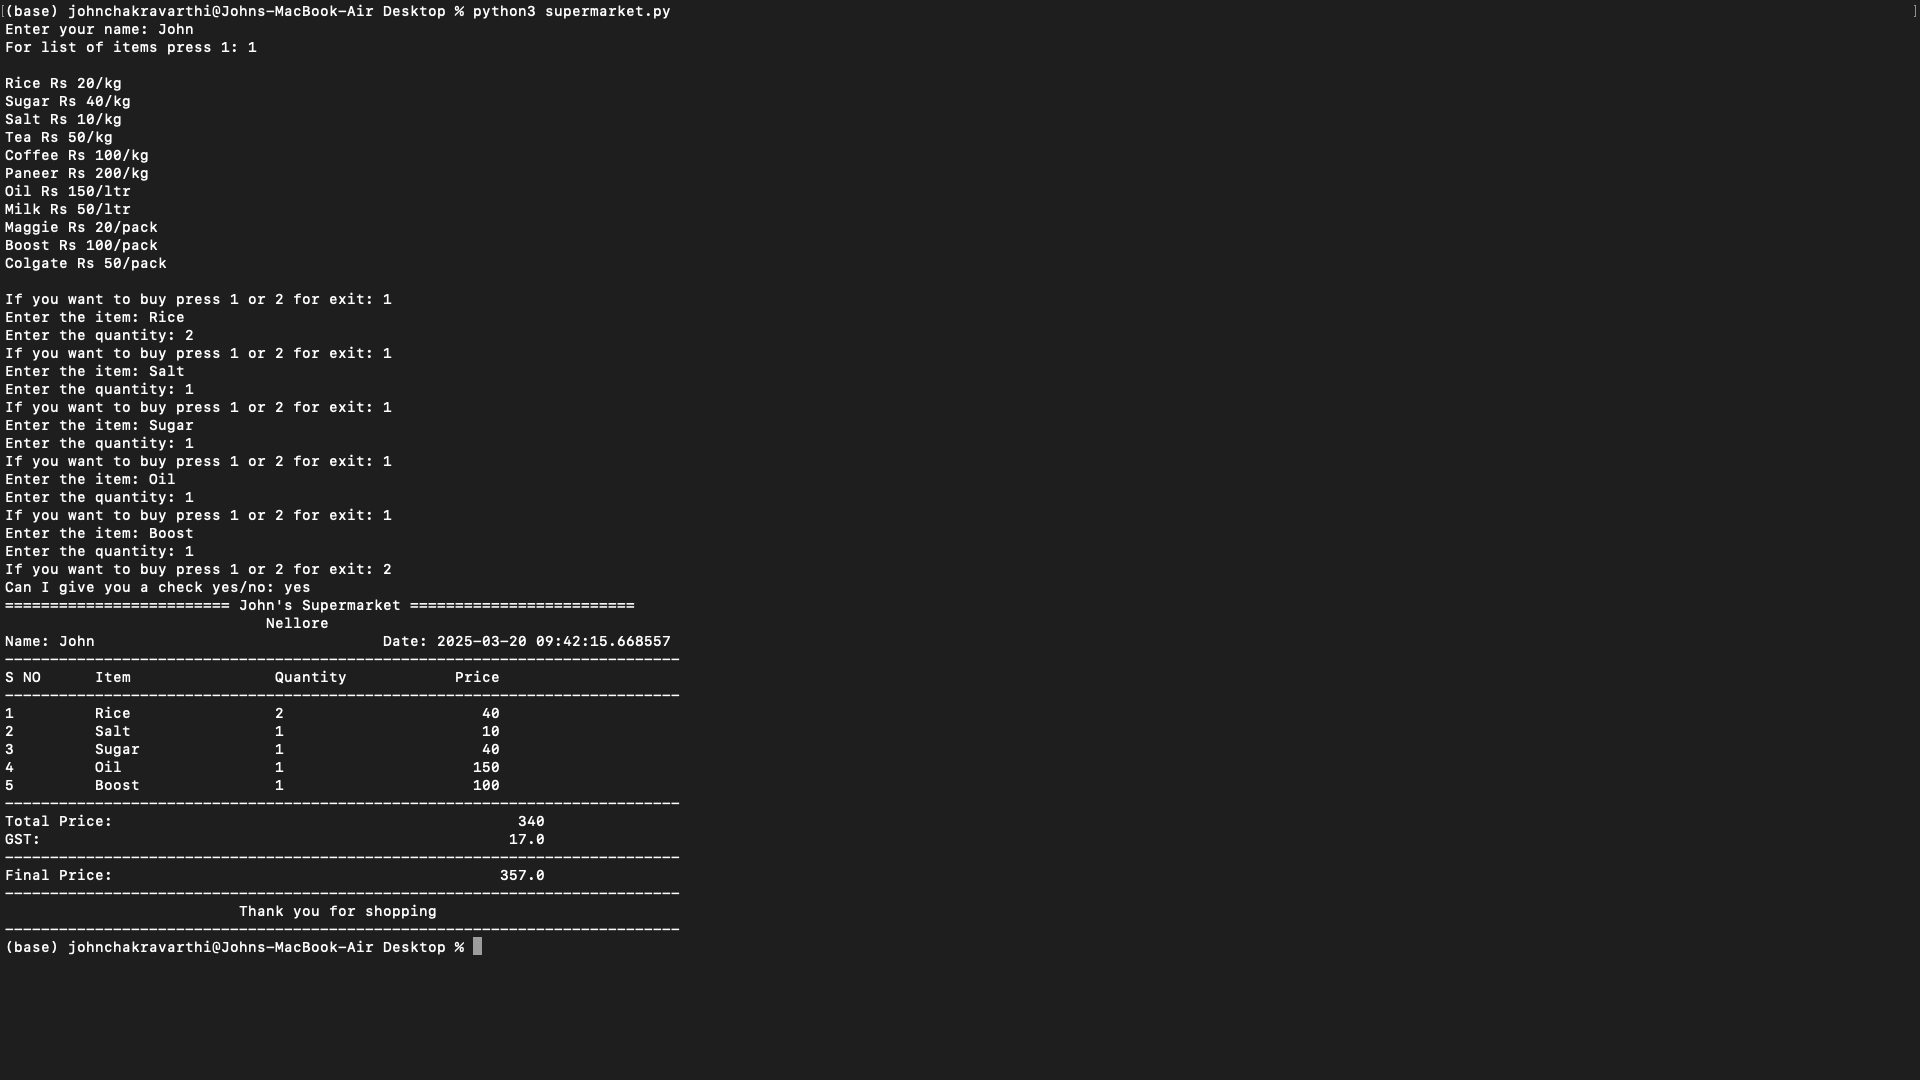 [(base) johnchakravarthi@Johns-MacBook-Air Desktop % python3 supermarket.py ]
Enter your name: John
For list of items press 1: 1

Rice Rs 20/kg
Sugar Rs 40/kg
Salt Rs 10/kg
Tea Rs 50/kg
Coffee Rs 100/kg
Paneer Rs 200/kg
Oil Rs 150/ltr
Milk Rs 50/ltr
Maggie Rs 20/pack
Boost Rs 100/pack
Colgate Rs 50/pack

If you want to buy press 1 or 2 for exit: 1
Enter the item: Rice
Enter the quantity: 2
If you want to buy press 1 or 2 for exit: 1
Enter the item: Salt
Enter the quantity: 1
If you want to buy press 1 or 2 for exit: 1
Enter the item: Sugar
Enter the quantity: 1
If you want to buy press 1 or 2 for exit: 1
Enter the item: Oil
Enter the quantity: 1
If you want to buy press 1 or 2 for exit: 1
Enter the item: Boost
Enter the quantity: 1
If you want to buy press 1 or 2 for exit: 2
Can I give you a check yes/no: yes
========================= John's Supermarket =========================
                             Nellore
Name: John                                Date: 2025-03-20 09:42:15.668557
---------------------------------------------------------------------------
S NO      Item                Quantity            Price
---------------------------------------------------------------------------
1         Rice                2                      40
2         Salt                1                      10
3         Sugar               1                      40
4         Oil                 1                     150
5         Boost               1                     100
---------------------------------------------------------------------------
Total Price:                                             340
GST:                                                    17.0
---------------------------------------------------------------------------
Final Price:                                           357.0
---------------------------------------------------------------------------
                          Thank you for shopping
---------------------------------------------------------------------------
(base) johnchakravarthi@Johns-MacBook-Air Desktop %